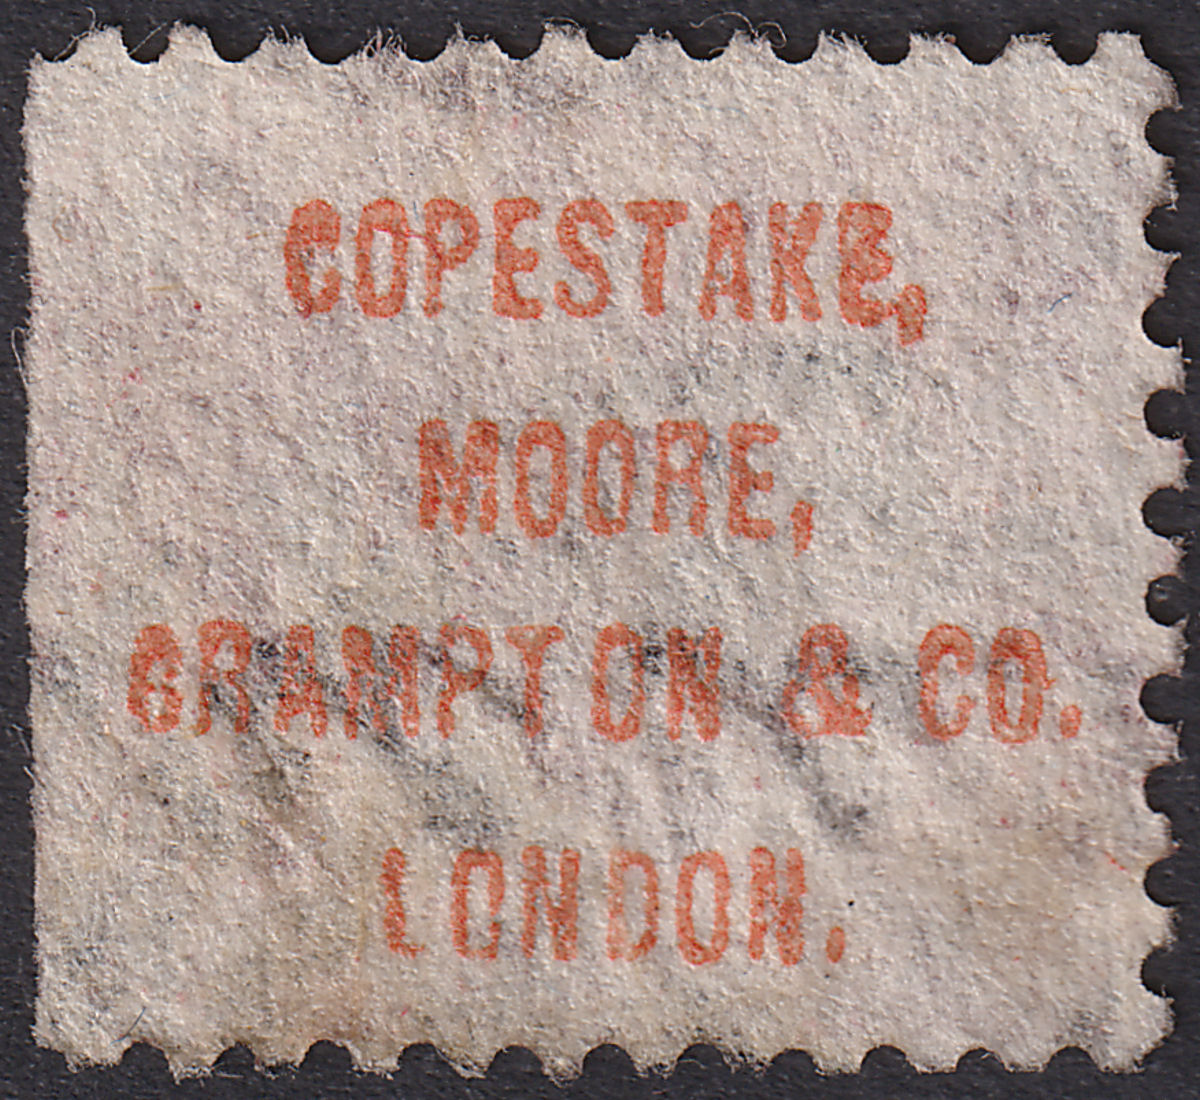 COPESTAKE,
MOORE,
CRAMPTON & CO.
LONDON.